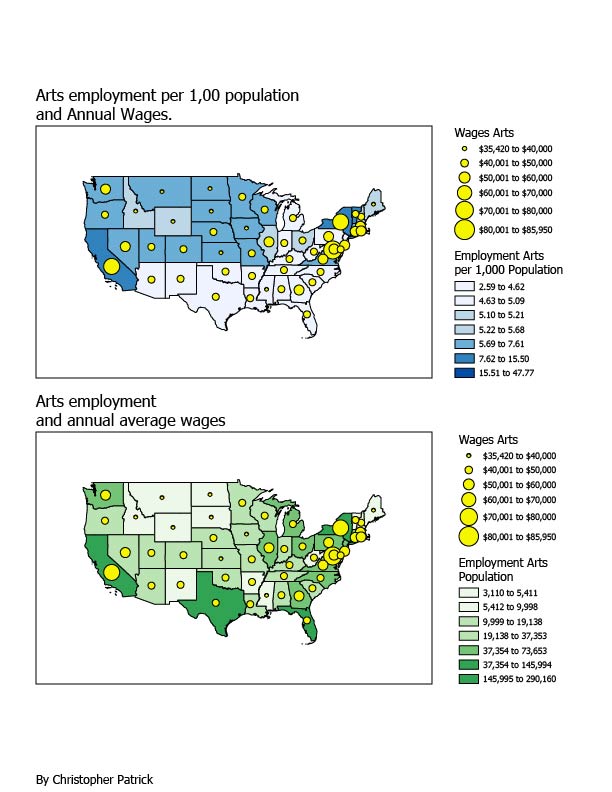 Arts employment per 1,00 population
and Annual Wages.
Wages Arts
$35,420 to $40,000
$40,001 to $50,000
$50,001 to $60,000
$60,001 to $70,000
$70,001 to $80,000
$80,001 to $85,950
Employment Arts
per 1,000 Population
2.59 to 4.62
4.63 to 5.09
5.10 to 5.21
5.22 to 5.68
5.69 to 7.61
7.62 to 15.50
15.51 to 47.77
Arts employment
and annual average wages
Wages Arts
$35,420 to $40,000
$40,001 to $50,000
$50,001 to $60,000
$60,001 to $70,000
$70,001 to $80,000
$80,001 to $85,950
Employment Arts
Population
3,110 to 5,411
5,412 to 9,998
9,999 to 19,138
19,138 to 37,353
37,354 to 73,653
37,354 to 145,994
145,995 to 290,160
By Christopher Patrick